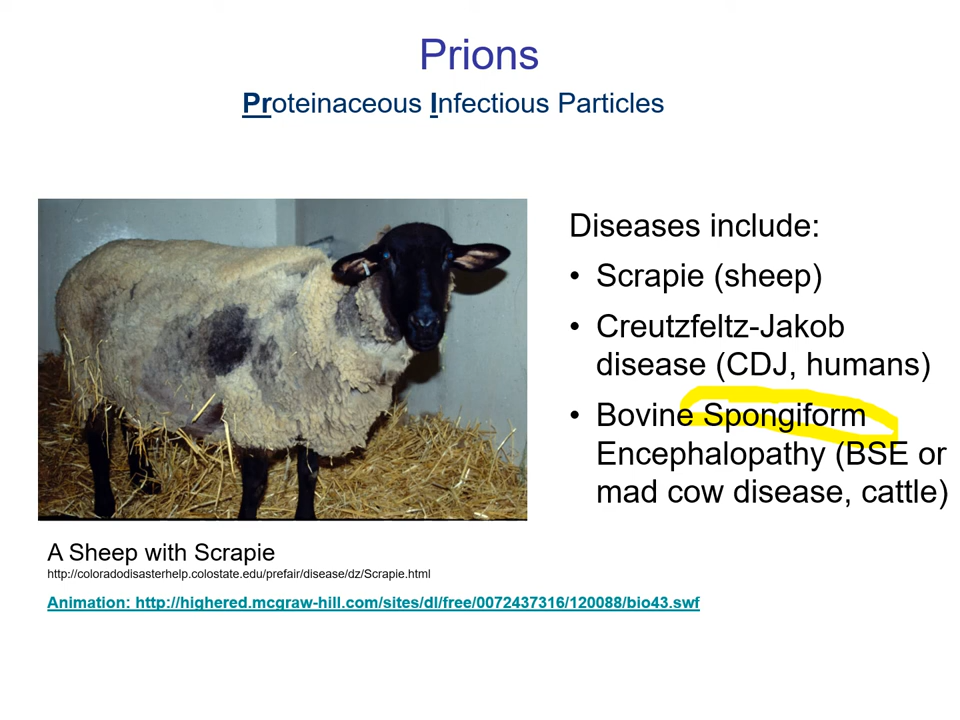 Prions
Proteinaceous Infectious Particles
Diseases include:
• Scrapie (sheep)
• Creutzfeltz-Jakob
disease (CDJ, humans)
• Bovine Spongiform
Encephalopathy (BSE or
mad cow disease, cattle)
A Sheep with Scrapie
http://coloradodisasterhelp.colostate.edu/prefair/disease/dz/Scrapie.html
Animation: http://highered.mcgraw-hill.com/sites/dl/free/0072437316/120088/bio43.swf